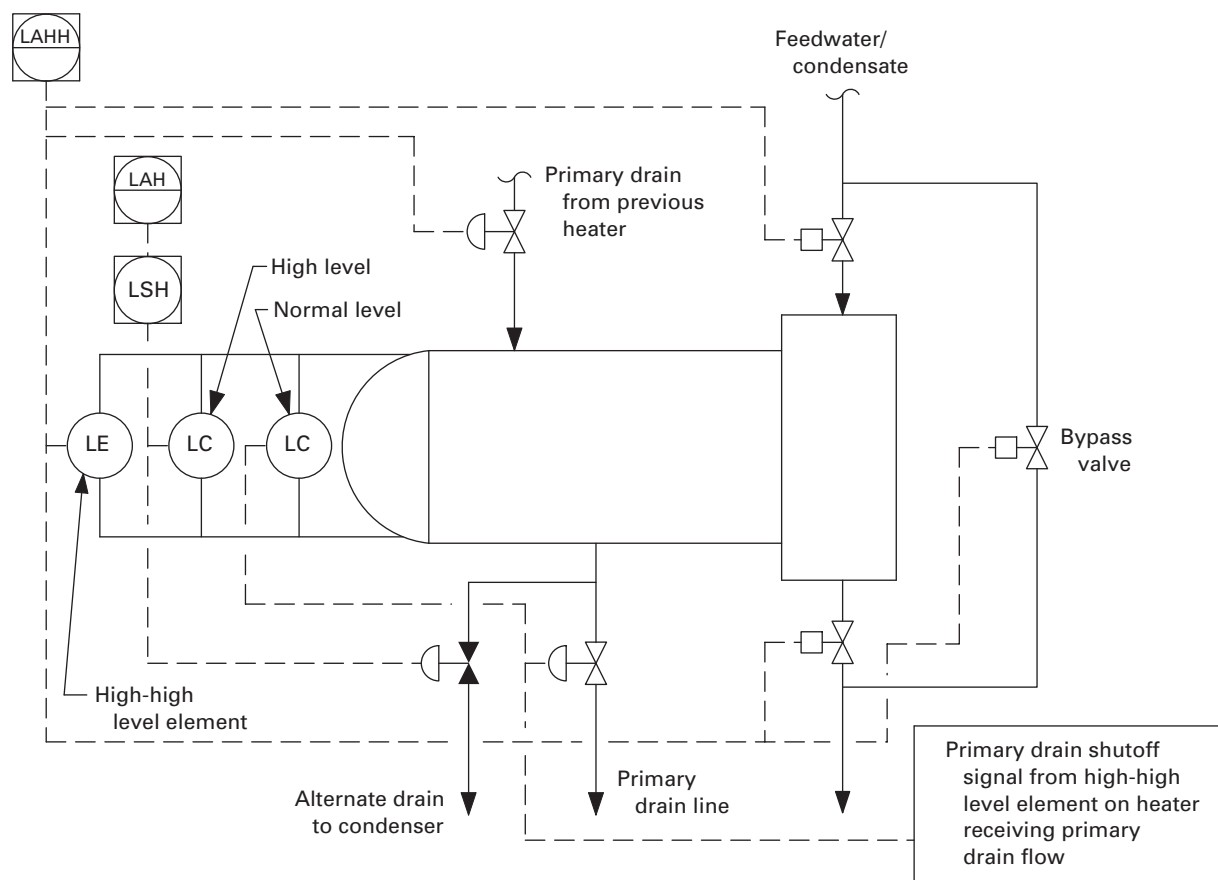 LAHH
Feedwater/
condensate
LAH
Primary drain
from previous
heater
LSH
High level
Normal level
LE
LC
LC
Bypass
valve
High-high
level element
Alternate drain
to condenser
Primary
drain line
Primary drain shutoff
signal from high-high
level element on heater
receiving primary
drain flow